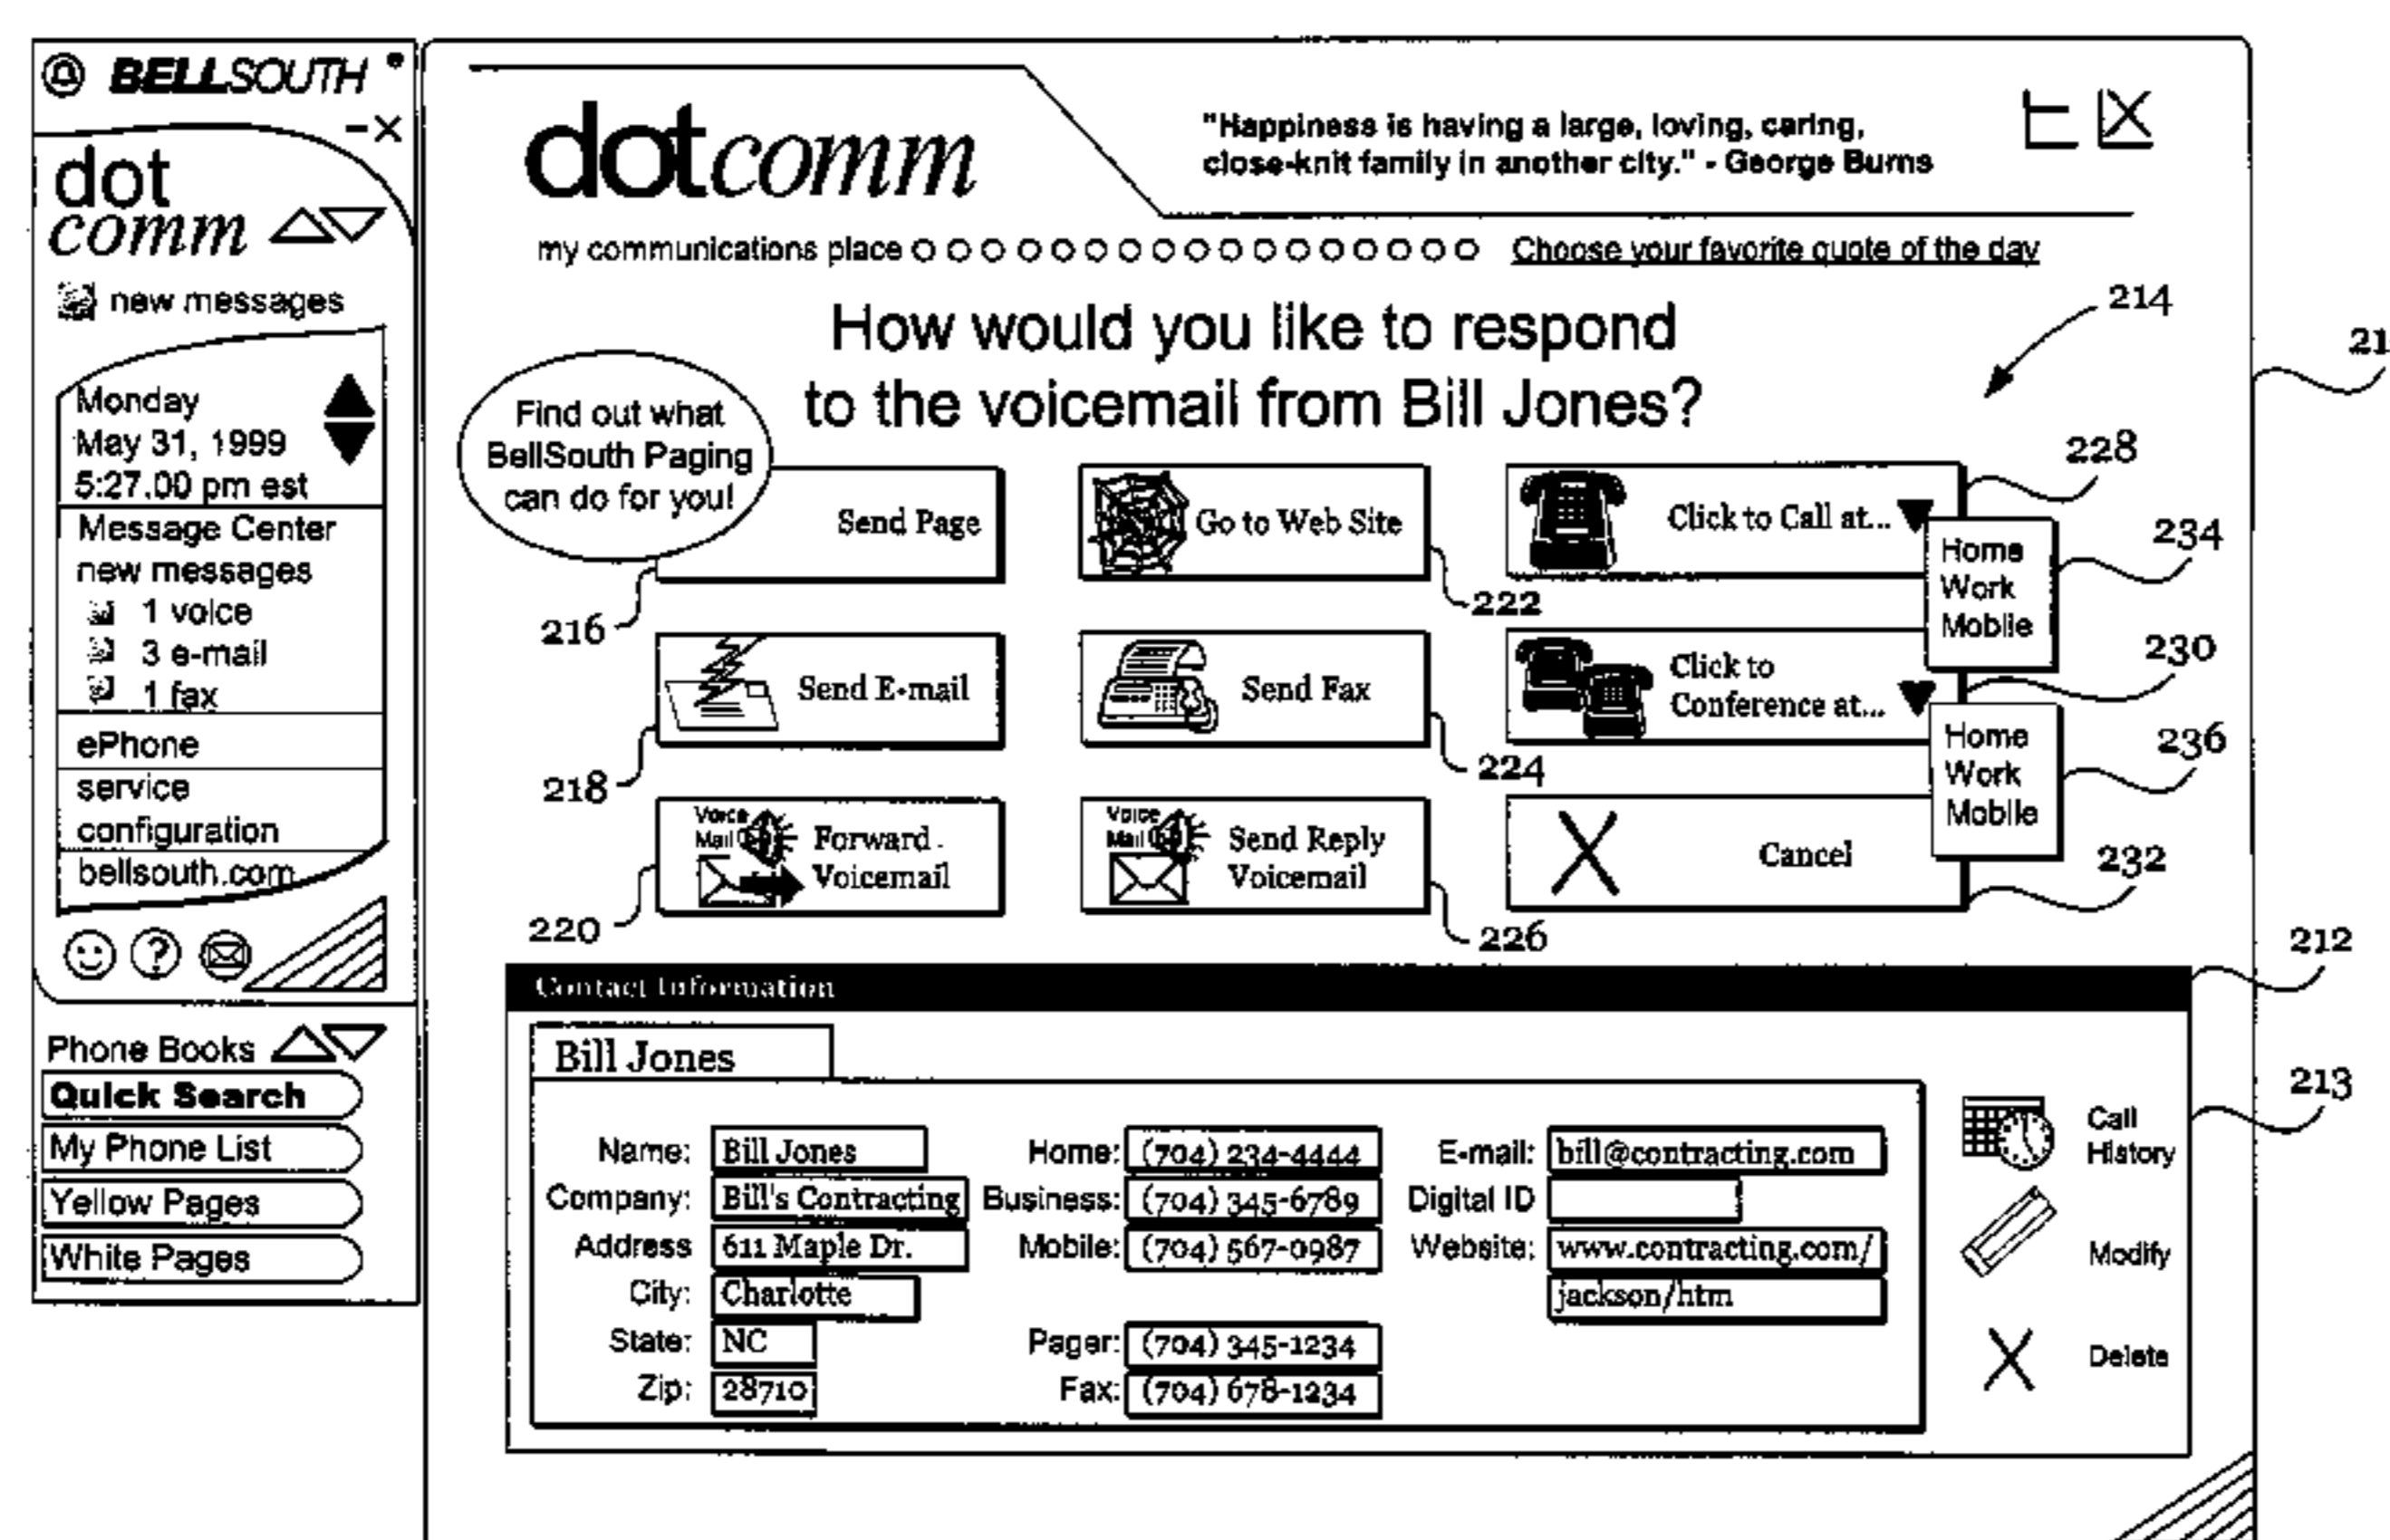 BELLSOUTH
dot
comm
new messages
Monday
May 31, 1999
5:27.00 pm est
Message Center
new messages
1 voice
3 e-mail
1 fax
ePhone
service
configuration
bellsouth.com
Phone Books
Quick Search
My Phone List
Yellow Pages
White Pages
dotcomm
"Happiness is having a large, loving, caring,
close-knit family in another city." - George Burns
my communications place
Choose your favorite quote of the day
How would you like to respond
to the voicemail from Bill Jones?
Find out what
BellSouth Paging
can do for you!
Send Page
216
Go to Web Site
222
Click to Call at...
228
Home
Work
Mobile
234
214
21
Send E-mail
218
Send Fax
224
Click to
Conference at...
230
Home
Work
Mobile
236
Voice
Mail
Forward
Voicemail
220
Voice
Mail
Send Reply
Voicemail
226
Cancel
232
212
Contact Information
213
Bill Jones
Name: Bill Jones
Company: Bill's Contracting
Address 611 Maple Dr.
City: Charlotte
State: NC
Zip: 28710
Home: (704) 234-4444
Business: (704) 345-6789
Mobile: (704) 567-0987
Pager: (704) 345-1234
Fax: (704) 678-1234
E-mail: bill@contracting.com
Digital ID
Website: www.contracting.com/
jackson/htm
Call
History
Modify
Delete